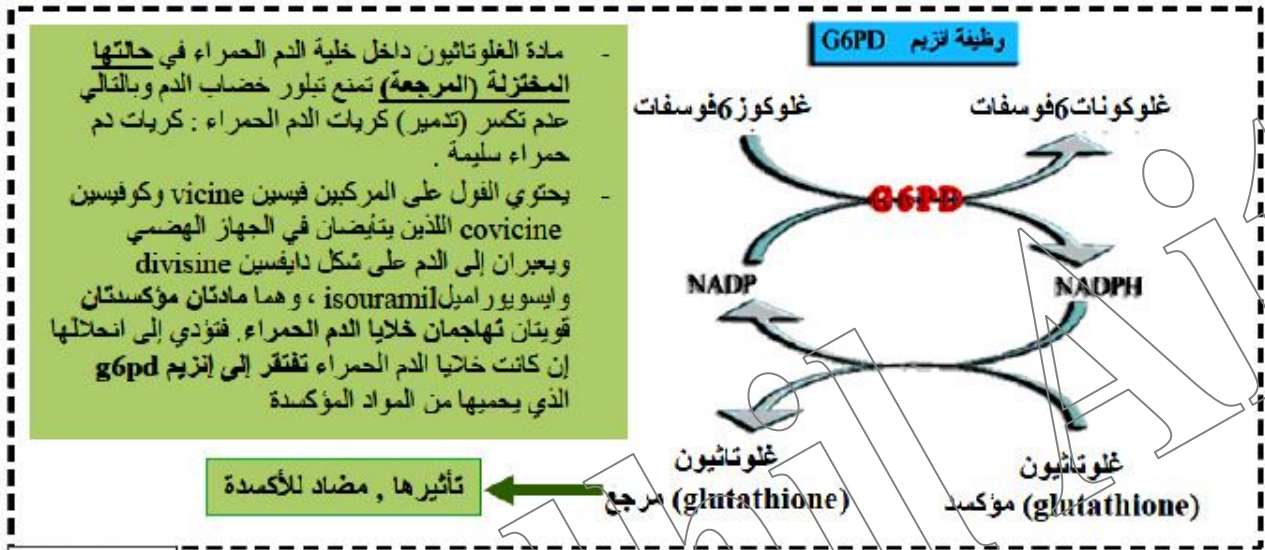 وظيفة انزيم G6PD
- مادة الغلوتاثيون داخل خلية الدم الحمراء في حالتها
المختزلة (المرجعة) تمنع تبلور خضاب الدم وبالتالي
عدم تكسر (تدمير) كريات الدم الحمراء : كريات دم
حمراء سليمة .
- يحتوي الفول على المركبين فيسين vicine وكوفيسين
covicine اللذين يتأيضان في الجهاز الهضمي
ويعبران إلى الدم على شكل دايفسين divisine
وايسويوراميل isouramil ، وهما مادتان مؤكسدتان
قويتان تهاجمان خلايا الدم الحمراء. فتؤدي إلى انحلالها
إن كانت خلايا الدم الحمراء تفتقر إلى إنزيم g6pd
الذي يحميها من المواد المؤكسدة
غلوكونات6فوسفات
غلوكوز6فوسفات
G6PD
NADPH
NADP
غلوتاثيون
(glutathione) مؤكسد
غلوتاثيون
(glutathione) مرجع
تأثيرها , مضاد للأكسدة